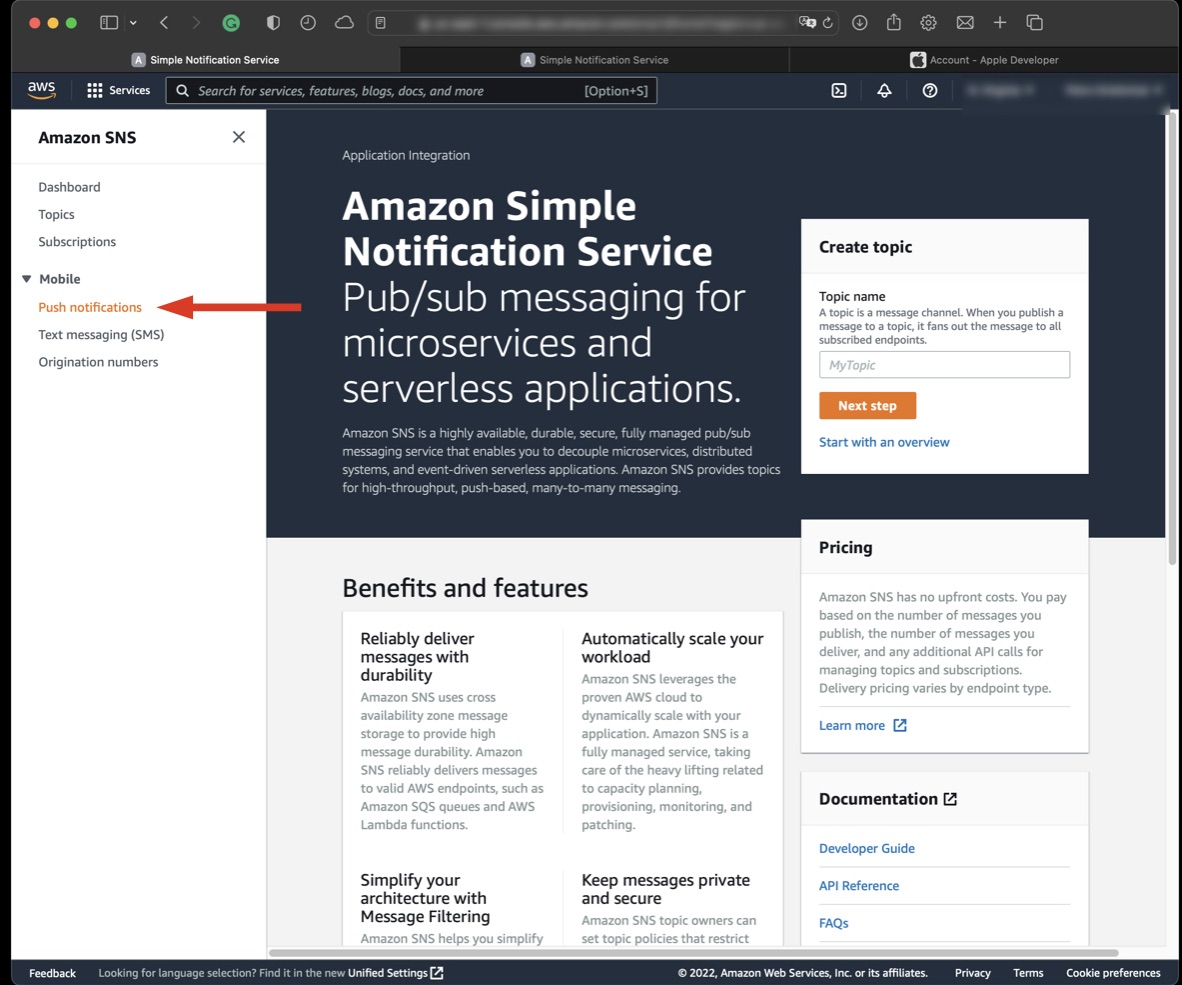 Simple Notification Service
Simple Notification Service
Account - Apple Developer
aws
Services
Search for services, features, blogs, docs, and more
[Option+S]
Amazon SNS
Dashboard
Topics
Subscriptions
Mobile
Push notifications
Text messaging (SMS)
Origination numbers
Application Integration
Amazon Simple
Notification Service
Pub/sub messaging for
microservices and
serverless applications.
Amazon SNS is a highly available, durable, secure, fully managed pub/sub
messaging service that enables you to decouple microservices, distributed
systems, and event-driven serverless applications. Amazon SNS provides topics
for high-throughput, push-based, many-to-many messaging.
Create topic
Topic name
A topic is a message channel. When you publish a
message to a topic, it fans out the message to all
subscribed endpoints.
MyTopic
Next step
Start with an overview
Pricing
Amazon SNS has no upfront costs. You pay
based on the number of messages you
publish, the number of messages you
deliver, and any additional API calls for
managing topics and subscriptions.
Delivery pricing varies by endpoint type.
Learn more
Documentation
Developer Guide
API Reference
FAQs
Benefits and features
Reliably deliver
messages with
durability
Amazon SNS uses cross
availability zone message
storage to provide high
message durability. Amazon
SNS reliably delivers messages
to valid AWS endpoints, such as
Amazon SQS queues and AWS
Lambda functions.
Automatically scale your
workload
Amazon SNS leverages the
proven AWS cloud to
dynamically scale with your
application. Amazon SNS is a
fully managed service, taking
care of the heavy lifting related
to capacity planning,
provisioning, monitoring, and
patching.
Simplify your
architecture with
Message Filtering
Amazon SNS helps you simplify
Keep messages private
and secure
Amazon SNS topic owners can
set topic policies that restrict
Feedback
Looking for language selection? Find it in the new Unified Settings
© 2022, Amazon Web Services, Inc. or its affiliates.
Privacy
Terms
Cookie preferences